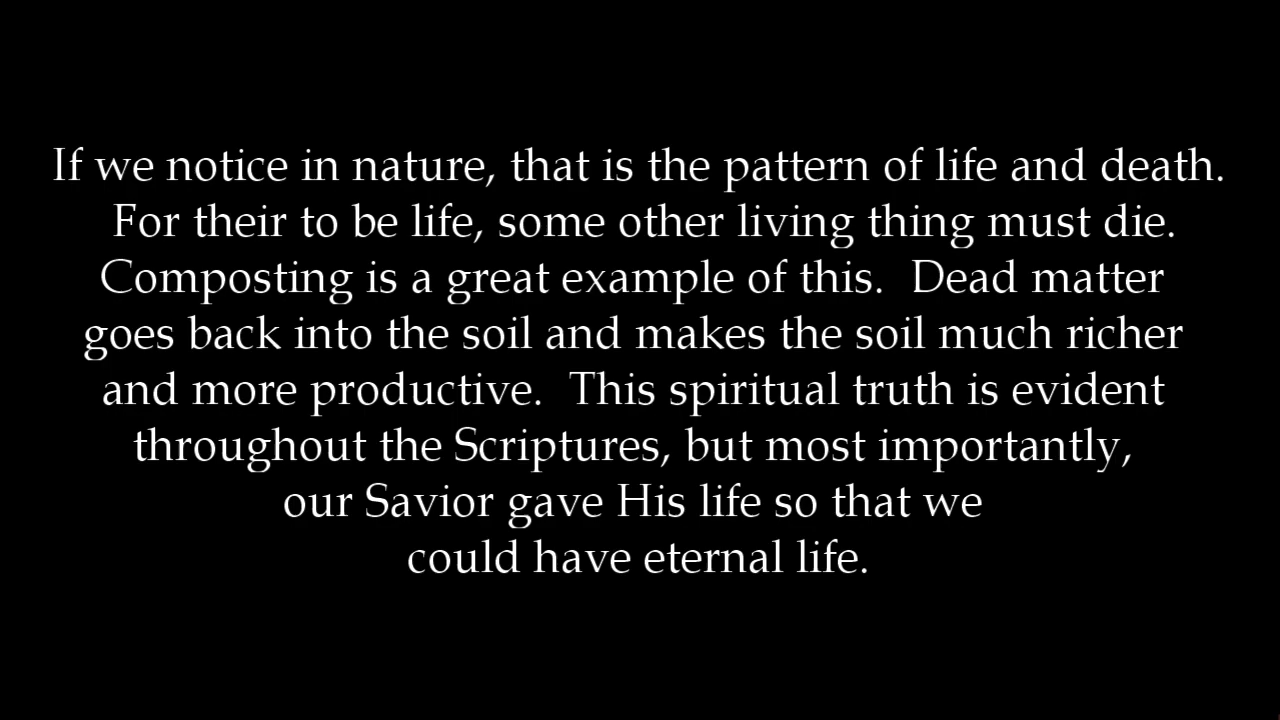 If we notice in nature, that is the pattern of life and death.
For their to be life, some other living thing must die.
Composting is a great example of this.  Dead matter
goes back into the soil and makes the soil much richer
and more productive.  This spiritual truth is evident
throughout the Scriptures, but most importantly,
our Savior gave His life so that we
could have eternal life.